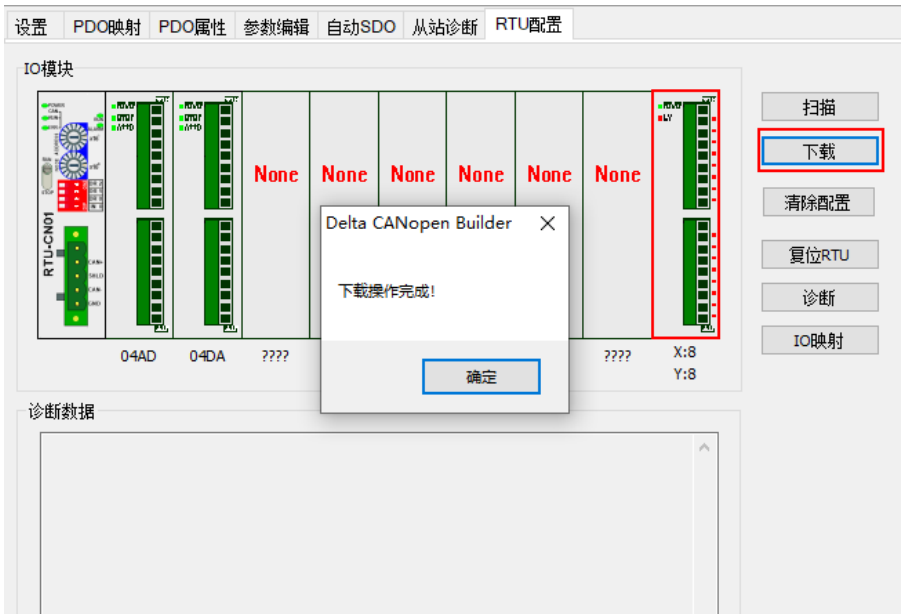 设置 PDO映射 PDO属性 参数编辑 自动SDO 从站诊断 RTU配置
IO模块
扫描
下载
清除配置
复位RTU
诊断
IO映射
RTU-CN01
None None None None None None
Delta CANopen Builder
下载操作完成!
确定
04AD 04DA ???? ???? X:8
Y:8
诊断数据